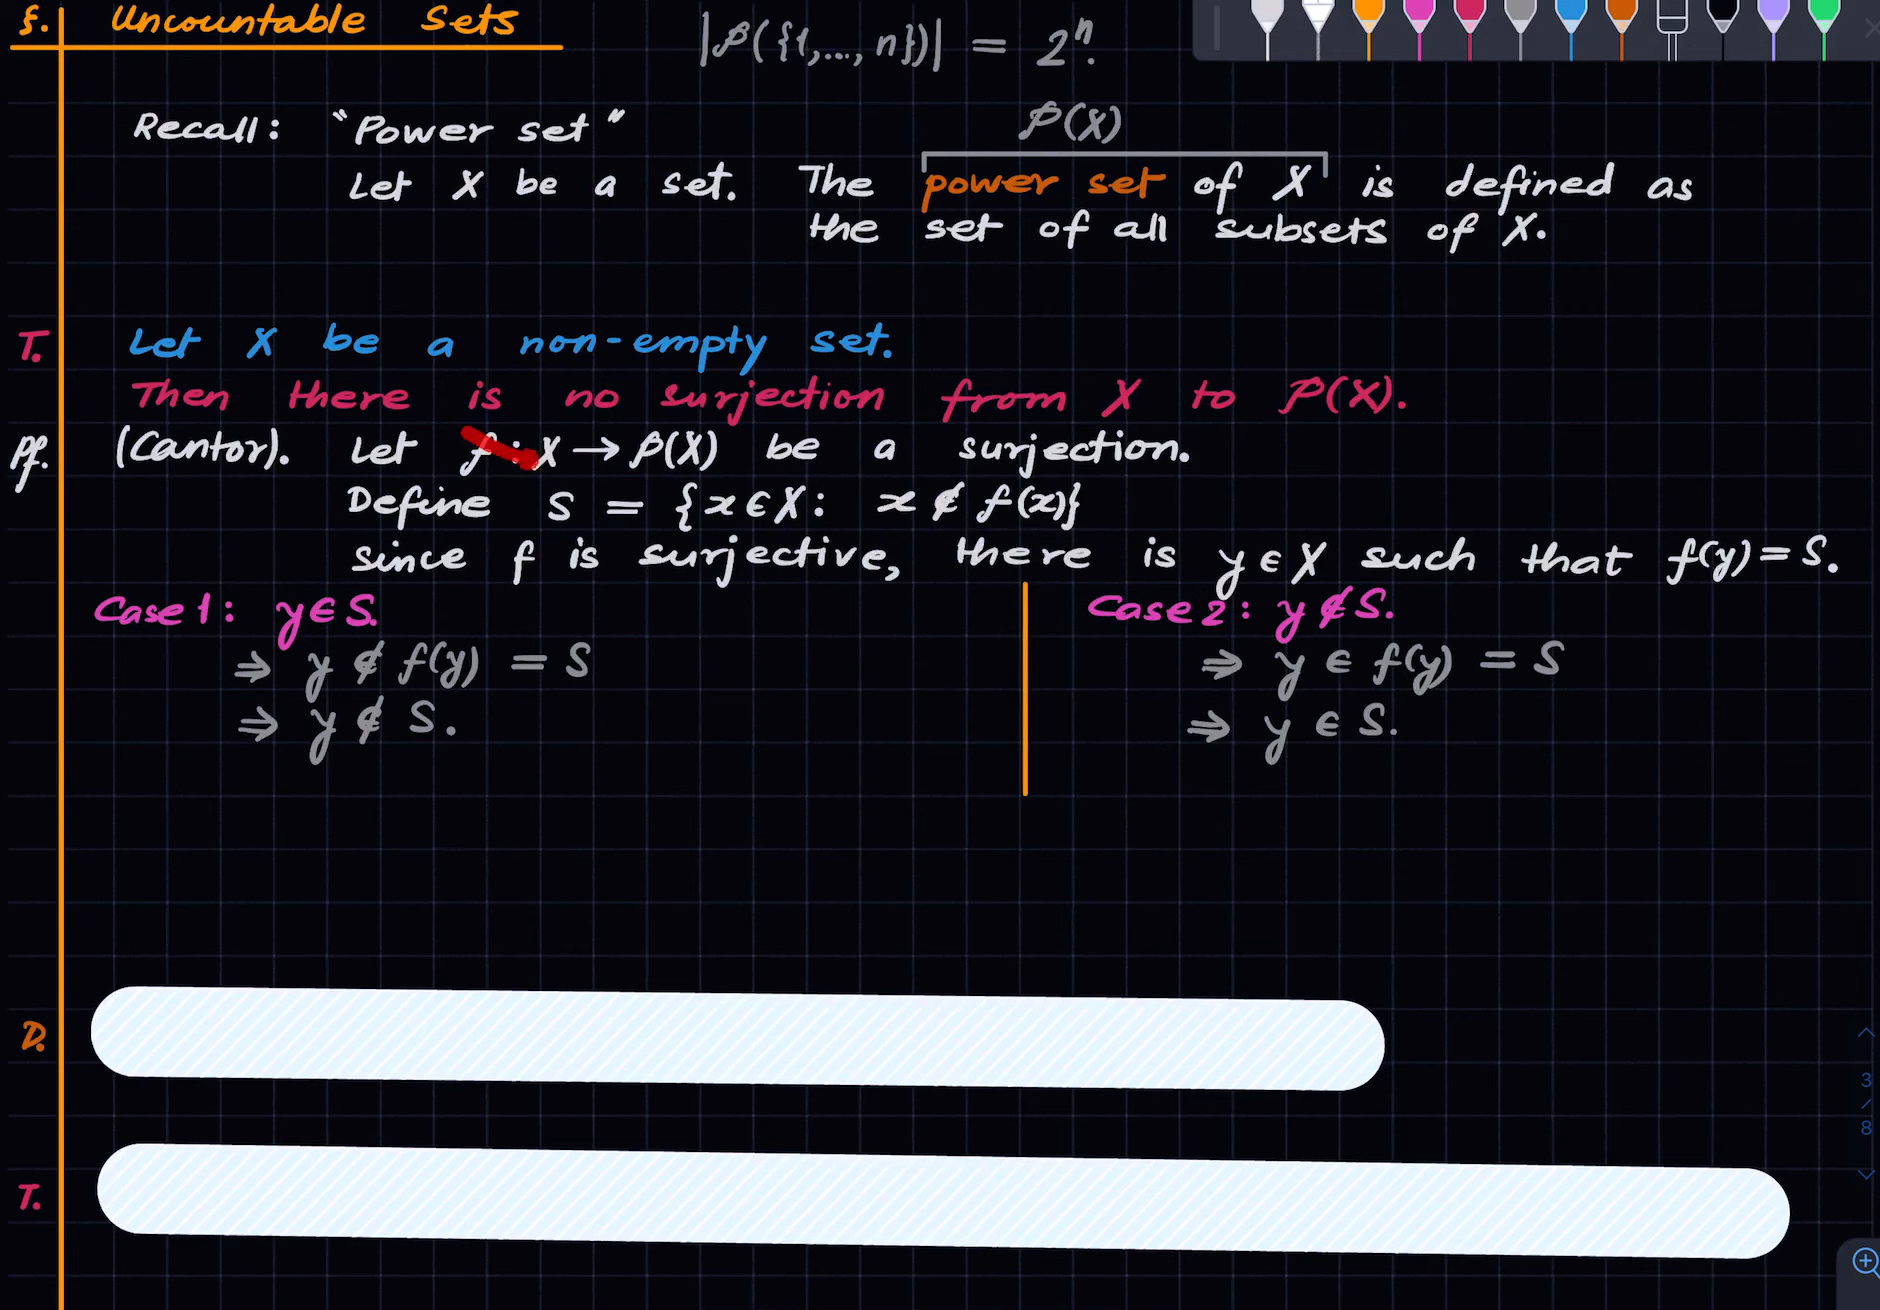 §. Uncountable Sets
|𝒫({1,..., n})| = 2ⁿ.
Recall: "Power set"
𝒫(X)
Let X be a set. The power set of X is defined as
the set of all subsets of X.
T. Let X be a non-empty set.
Then there is no surjection from X to 𝒫(X).
Pf. (Cantor). Let f : X → 𝒫(X) be a surjection.
Define S = {x ∈ X : x ∉ f(x)}
since f is surjective, there is y ∈ X such that f(y) = S.
Case 1: y ∈ S.
⇒ y ∉ f(y) = S
⇒ y ∉ S.
Case 2: y ∉ S.
⇒ y ∈ f(y) = S
⇒ y ∈ S.
D.
T.
3
/
8